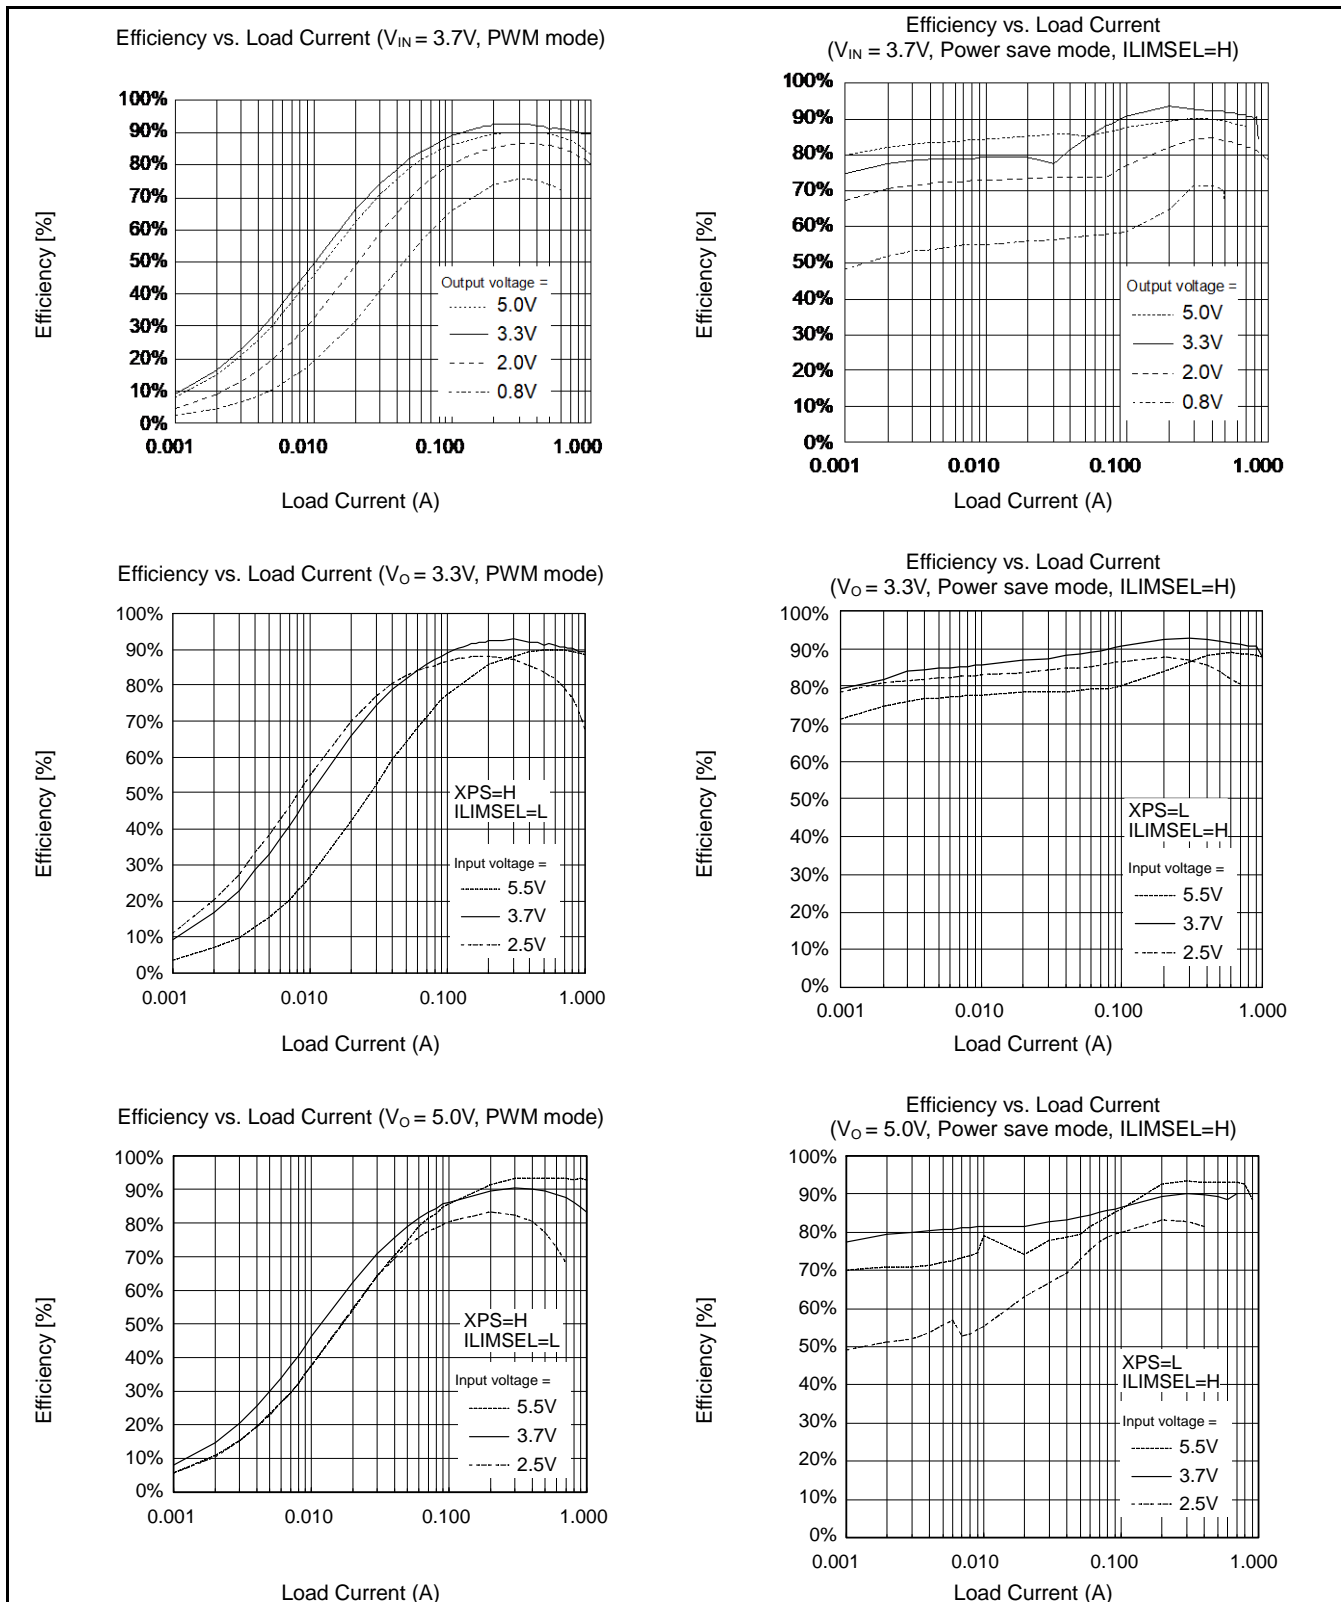 Efficiency vs. Load Current (VIN = 3.7V, PWM mode)
Efficiency [%]
100%
90%
80%
70%
60%
50%
40%
30%
20%
10%
0%
0.001 0.010 0.100 1.000
Output voltage =
5.0V
3.3V
2.0V
0.8V
Load Current (A)
Efficiency vs. Load Current
(VIN = 3.7V, Power save mode, ILIMSEL=H)
Efficiency [%]
100%
90%
80%
70%
60%
50%
40%
30%
20%
10%
0%
0.001 0.010 0.100 1.000
Output voltage =
5.0V
3.3V
2.0V
0.8V
Load Current (A)
Efficiency vs. Load Current (VO = 3.3V, PWM mode)
Efficiency [%]
100%
90%
80%
70%
60%
50%
40%
30%
20%
10%
0%
0.001 0.010 0.100 1.000
XPS=H
ILIMSEL=L
Input voltage =
5.5V
3.7V
2.5V
Load Current (A)
Efficiency vs. Load Current
(VO = 3.3V, Power save mode, ILIMSEL=H)
Efficiency [%]
100%
90%
80%
70%
60%
50%
40%
30%
20%
10%
0%
0.001 0.010 0.100 1.000
XPS=L
ILIMSEL=H
Input voltage =
5.5V
3.7V
2.5V
Load Current (A)
Efficiency vs. Load Current (VO = 5.0V, PWM mode)
Efficiency [%]
100%
90%
80%
70%
60%
50%
40%
30%
20%
10%
0%
0.001 0.010 0.100 1.000
XPS=H
ILIMSEL=L
Input voltage =
5.5V
3.7V
2.5V
Load Current (A)
Efficiency vs. Load Current
(VO = 5.0V, Power save mode, ILIMSEL=H)
Efficiency [%]
100%
90%
80%
70%
60%
50%
40%
30%
20%
10%
0%
0.001 0.010 0.100 1.000
XPS=L
ILIMSEL=H
Input voltage =
5.5V
3.7V
2.5V
Load Current (A)